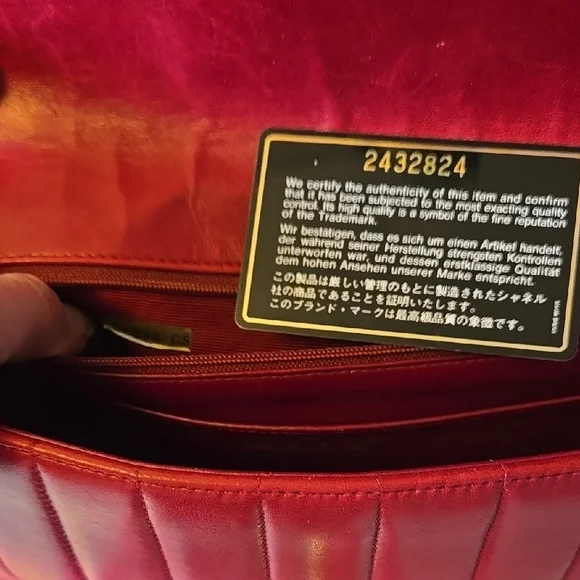 2432824
We certify the authenticity of this item and confirm
that it has been subjected to the most exacting quality
control. Its high quality is a symbol of the fine reputation
of the Trademark.
Wir bestätigen, dass es sich um einen Artikel handelt,
der während seiner Herstellung strengsten Kontrollen
unterworfen war, und dessen erstklassige Qualität
dem hohen Ansehen unserer Marke entspricht.
この製品は厳しい管理のもとに製造されたシャネル
社の商品であることを証明いたします。
このブランド・マークは最高級品質の象徴です。